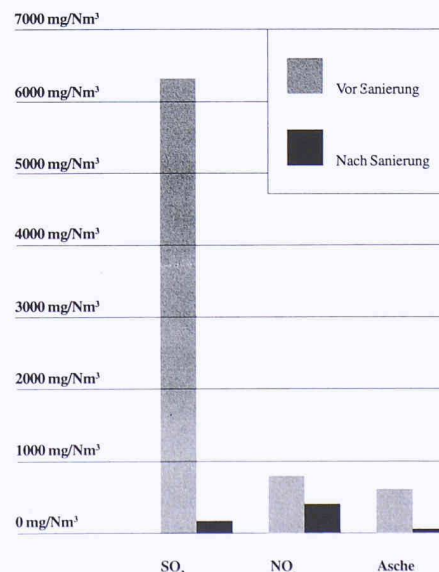 7000 mg/Nm³
6000 mg/Nm³
5000 mg/Nm³
4000 mg/Nm³
3000 mg/Nm³
2000 mg/Nm³
1000 mg/Nm³
0 mg/Nm³
Vor Sanierung
Nach Sanierung
SO₂ NO Asche